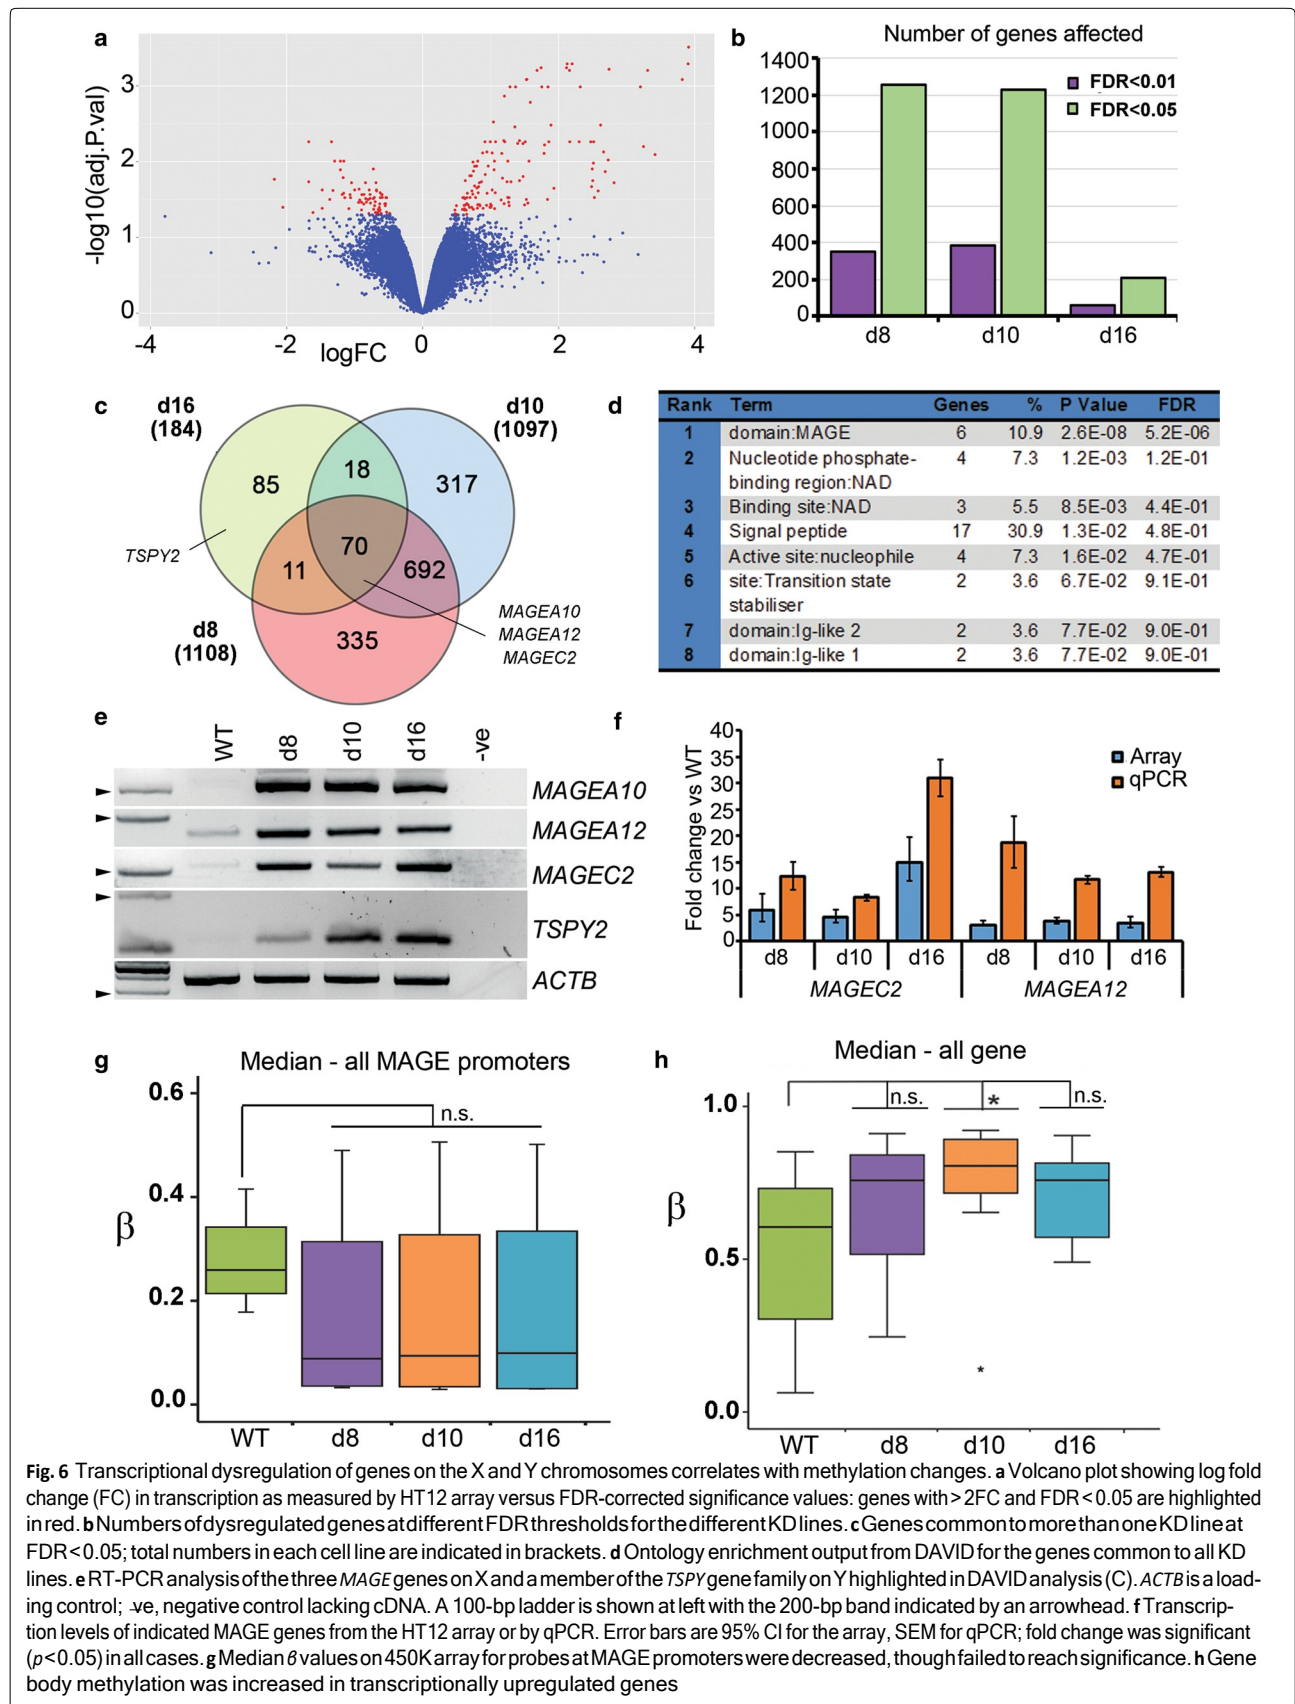 a
-log10(adj.P.val)
3
2
1
0
-4
-2
0
2
4
logFC
b
Number of genes affected
1400
1200
1000
800
600
400
200
0
FDR<0.01
FDR<0.05
d8
d10
d16
c
d16
(184)
d10
(1097)
85
18
317
70
11
692
335
TSPY2
d8
(1108)
MAGEA10
MAGEA12
MAGEC2
d
Rank Term Genes % P Value FDR
1 domain:MAGE 6 10.9 2.6E-08 5.2E-06
2 Nucleotide phosphate- 4 7.3 1.2E-03 1.2E-01
binding region:NAD
3 Binding site:NAD 3 5.5 8.5E-03 4.4E-01
4 Signal peptide 17 30.9 1.3E-02 4.8E-01
5 Active site:nucleophile 4 7.3 1.6E-02 4.7E-01
6 site:Transition state 2 3.6 6.7E-02 9.1E-01
stabiliser
7 domain:Ig-like 2 2 3.6 7.7E-02 9.0E-01
8 domain:Ig-like 1 2 3.6 7.7E-02 9.0E-01
e
WT
d8
d10
d16
-ve
MAGEA10
MAGEA12
MAGEC2
TSPY2
ACTB
f
Fold change vs WT
40
35
30
25
20
15
10
5
0
Array
qPCR
d8 d10 d16 d8 d10 d16
MAGEC2 MAGEA12
g
Median - all MAGE promoters
β
0.6
0.4
0.2
0.0
n.s.
WT d8 d10 d16
h
Median - all gene
β
1.0
0.5
0.0
n.s.
*
n.s.
*
WT d8 d10 d16
Fig. 6 Transcriptional dysregulation of genes on the X and Y chromosomes correlates with methylation changes. a Volcano plot showing log fold
change (FC) in transcription as measured by HT12 array versus FDR-corrected significance values: genes with > 2FC and FDR < 0.05 are highlighted
in red. b Numbers of dysregulated genes at different FDR thresholds for the different KD lines. c Genes common to more than one KD line at
FDR < 0.05; total numbers in each cell line are indicated in brackets. d Ontology enrichment output from DAVID for the genes common to all KD
lines. e RT-PCR analysis of the three MAGE genes on X and a member of the TSPY gene family on Y highlighted in DAVID analysis (C). ACTB is a load-
ing control; -ve, negative control lacking cDNA. A 100-bp ladder is shown at left with the 200-bp band indicated by an arrowhead. f Transcrip-
tion levels of indicated MAGE genes from the HT12 array or by qPCR. Error bars are 95% CI for the array, SEM for qPCR; fold change was significant
(p < 0.05) in all cases. g Median β values on 450K array for probes at MAGE promoters were decreased, though failed to reach significance. h Gene
body methylation was increased in transcriptionally upregulated genes